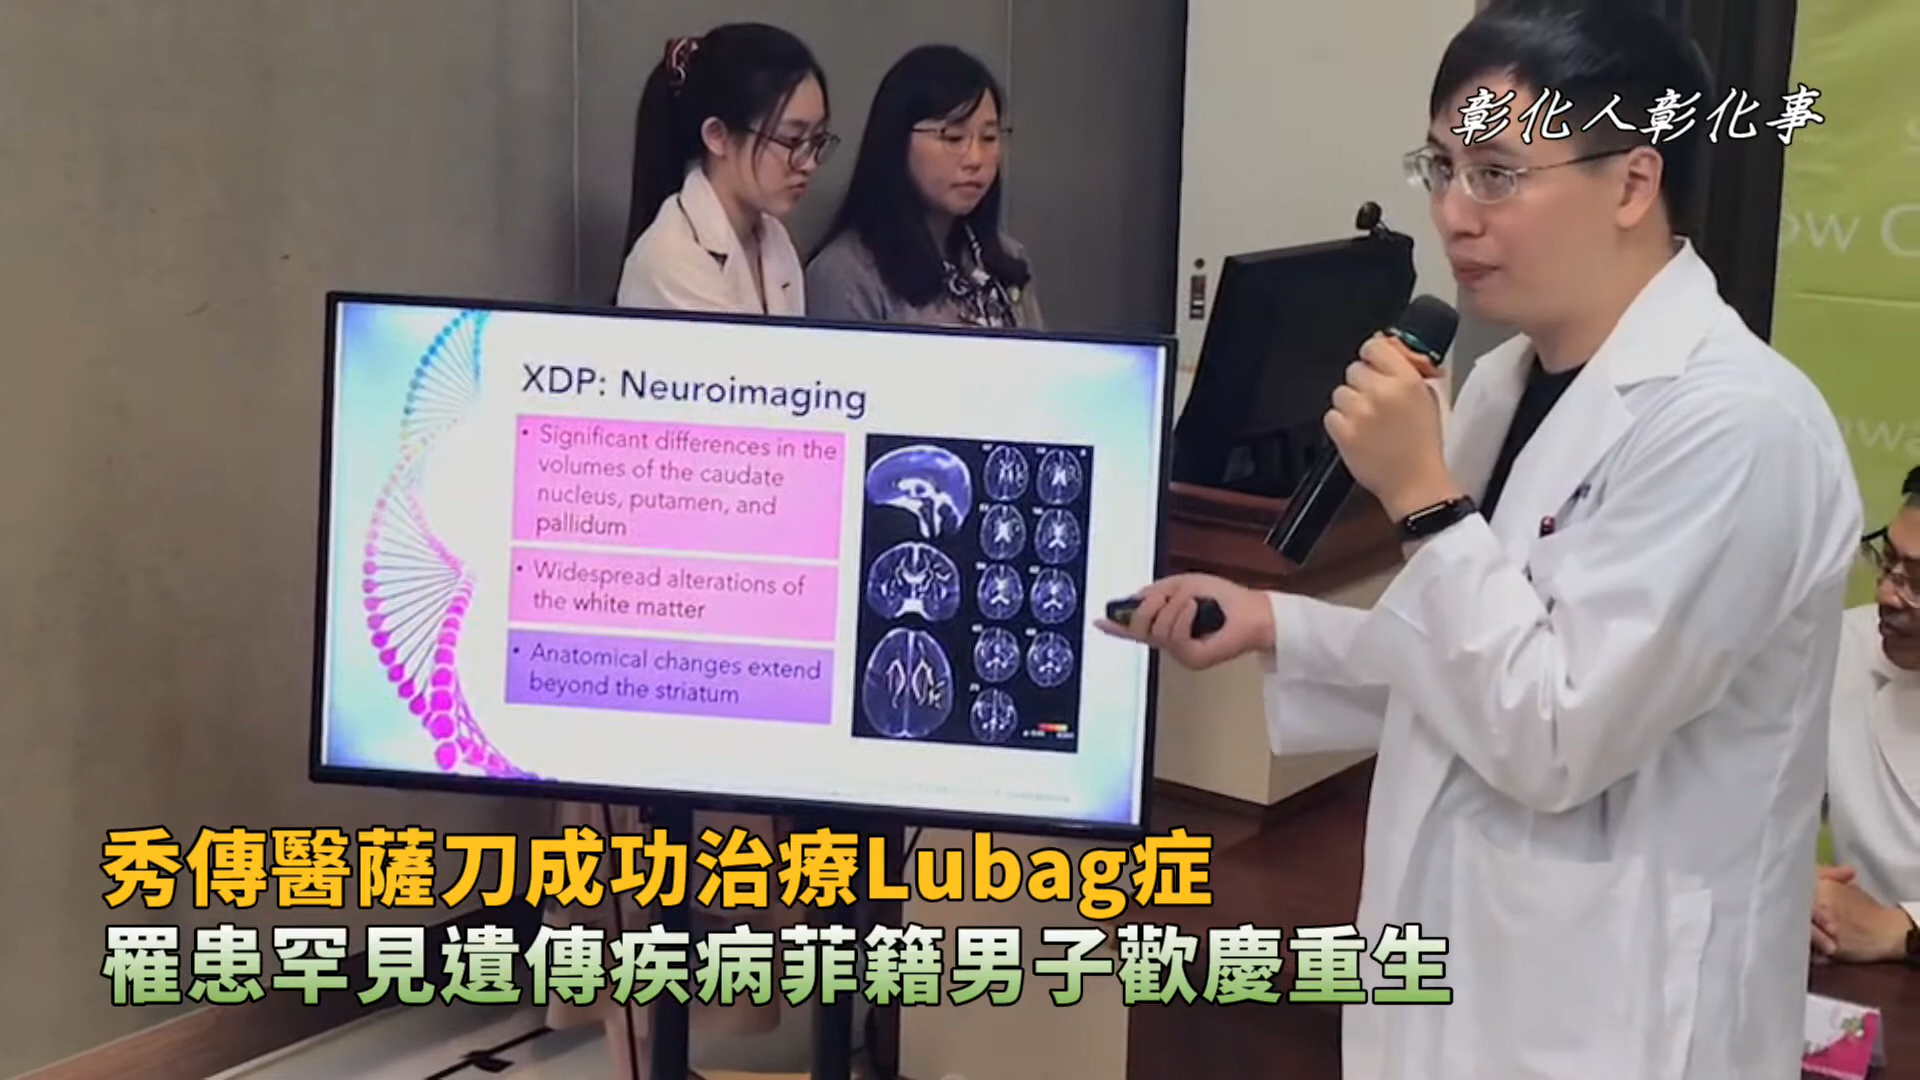 彰化人彰化事
ow C
owa
XDP: Neuroimaging
• Significant differences in the
volumes of the caudate
nucleus, putamen, and
pallidum
• Widespread alterations of
the white matter
• Anatomical changes extend
beyond the striatum
秀傳醫薩刀成功治療Lubag症
罹患罕見遺傳疾病菲籍男子歡慶重生